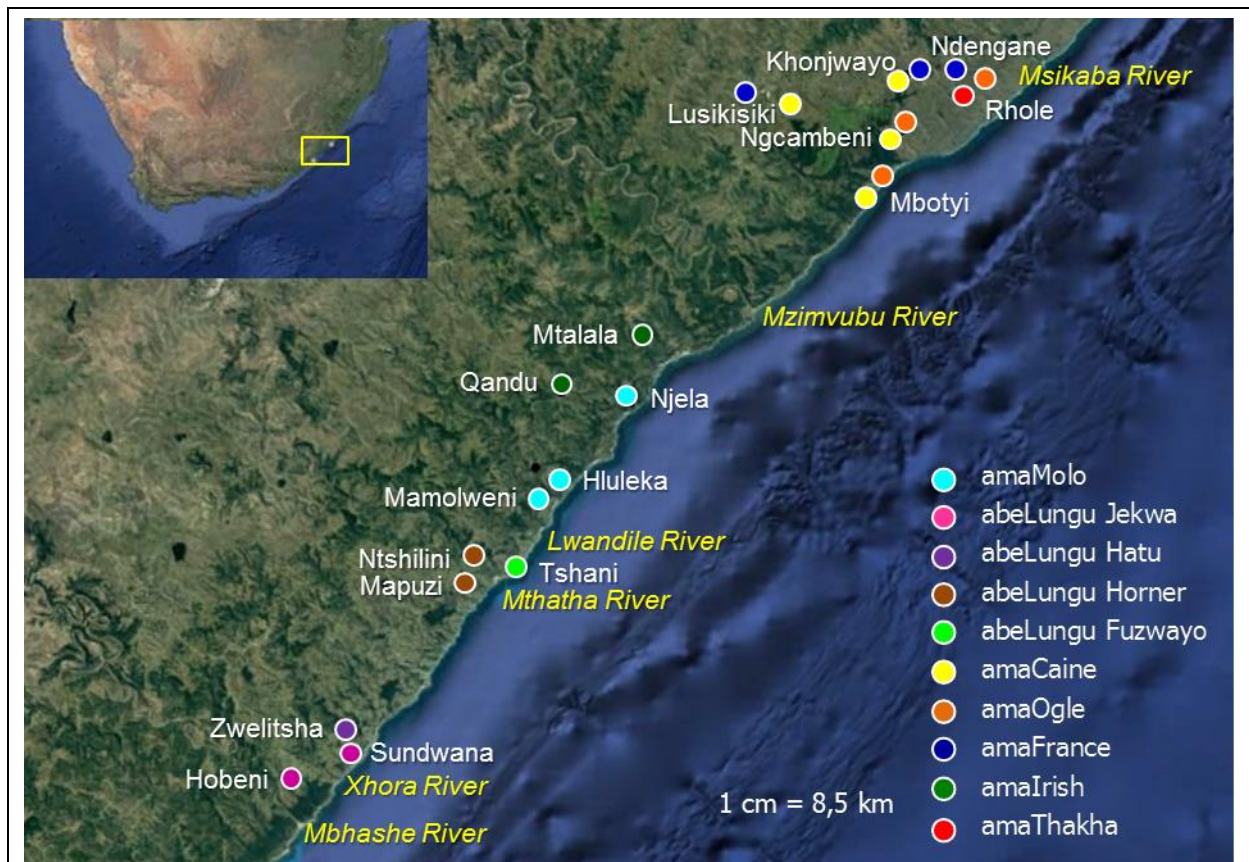 Ndengane
Khonjwayo
Msikaba River
Lusikisiki
Rhole
Ngcambeni
Mbotyi
Mzimvubu River
Mtalala
Qandu
Njela
Hluleka
Mamolweni
Lwandile River
Ntshilini
Tshani
Mapuzi
Mthatha River
Zwelitsha
Sundwana
Hobeni
Xhora River
Mbhashe River
amaMolo
abeLungu Jekwa
abeLungu Hatu
abeLungu Horner
abeLungu Fuzwayo
amaCaine
amaOgle
amaFrance
amaIrish
amaThakha
1 cm = 8,5 km